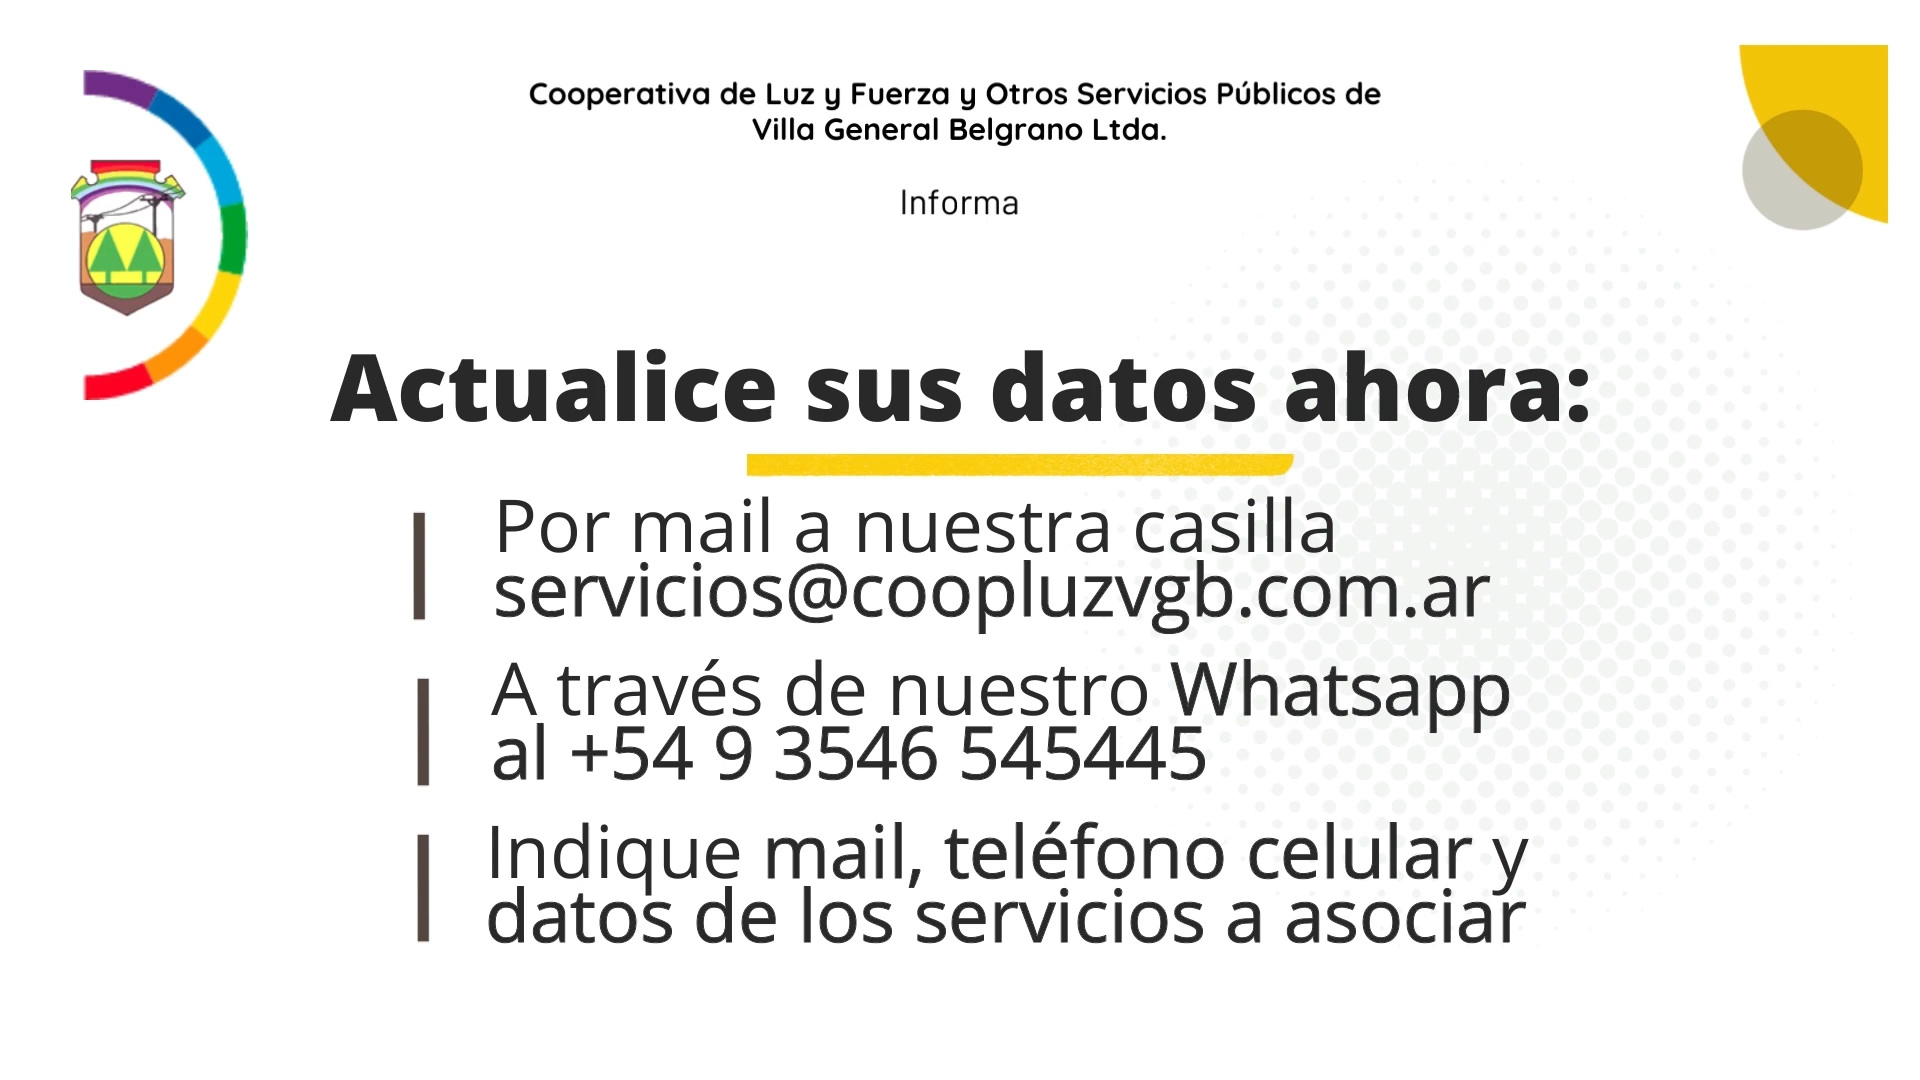 Cooperativa de Luz y Fuerza y Otros Servicios Públicos de
Villa General Belgrano Ltda.
Informa
Actualice sus datos ahora:
Por mail a nuestra casilla
servicios@coopluzvgb.com.ar
A través de nuestro Whatsapp
al +54 9 3546 545445
Indique mail, teléfono celular y
datos de los servicios a asociar